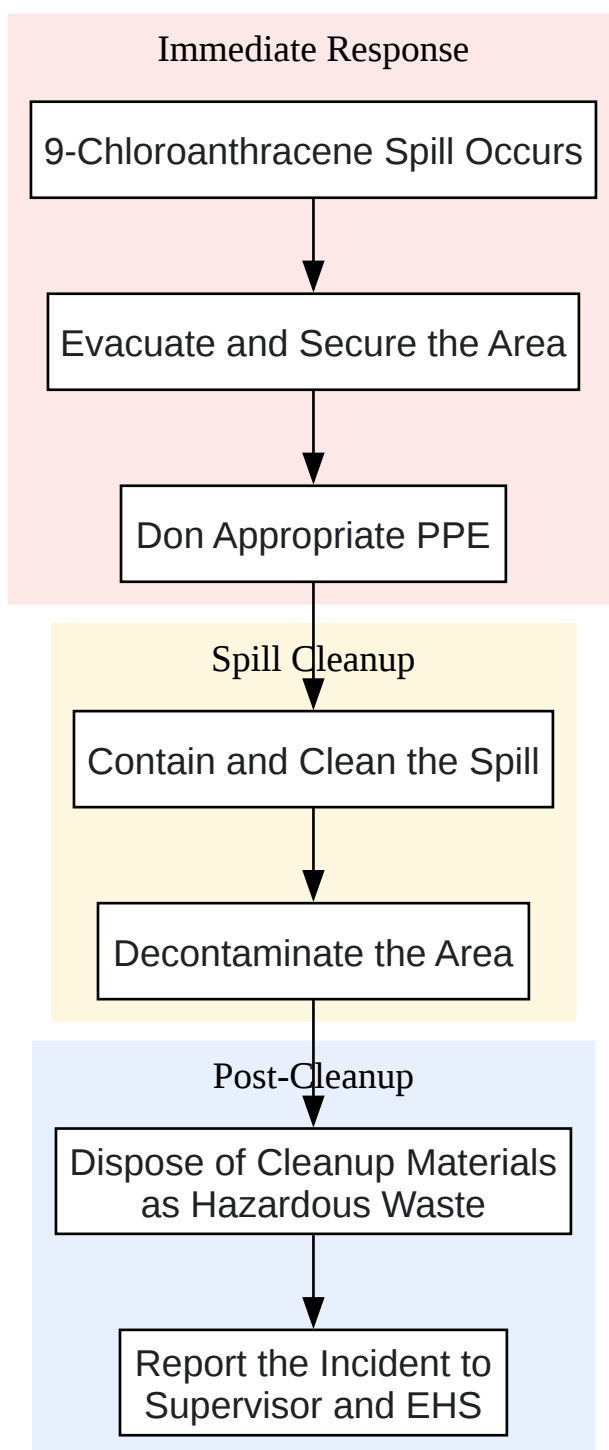 Immediate Response
9-Chloroanthracene Spill Occurs
Evacuate and Secure the Area
Don Appropriate PPE
Spill Cleanup
Contain and Clean the Spill
Decontaminate the Area
Post-Cleanup
Dispose of Cleanup Materials
as Hazardous Waste
Report the Incident to
Supervisor and EHS